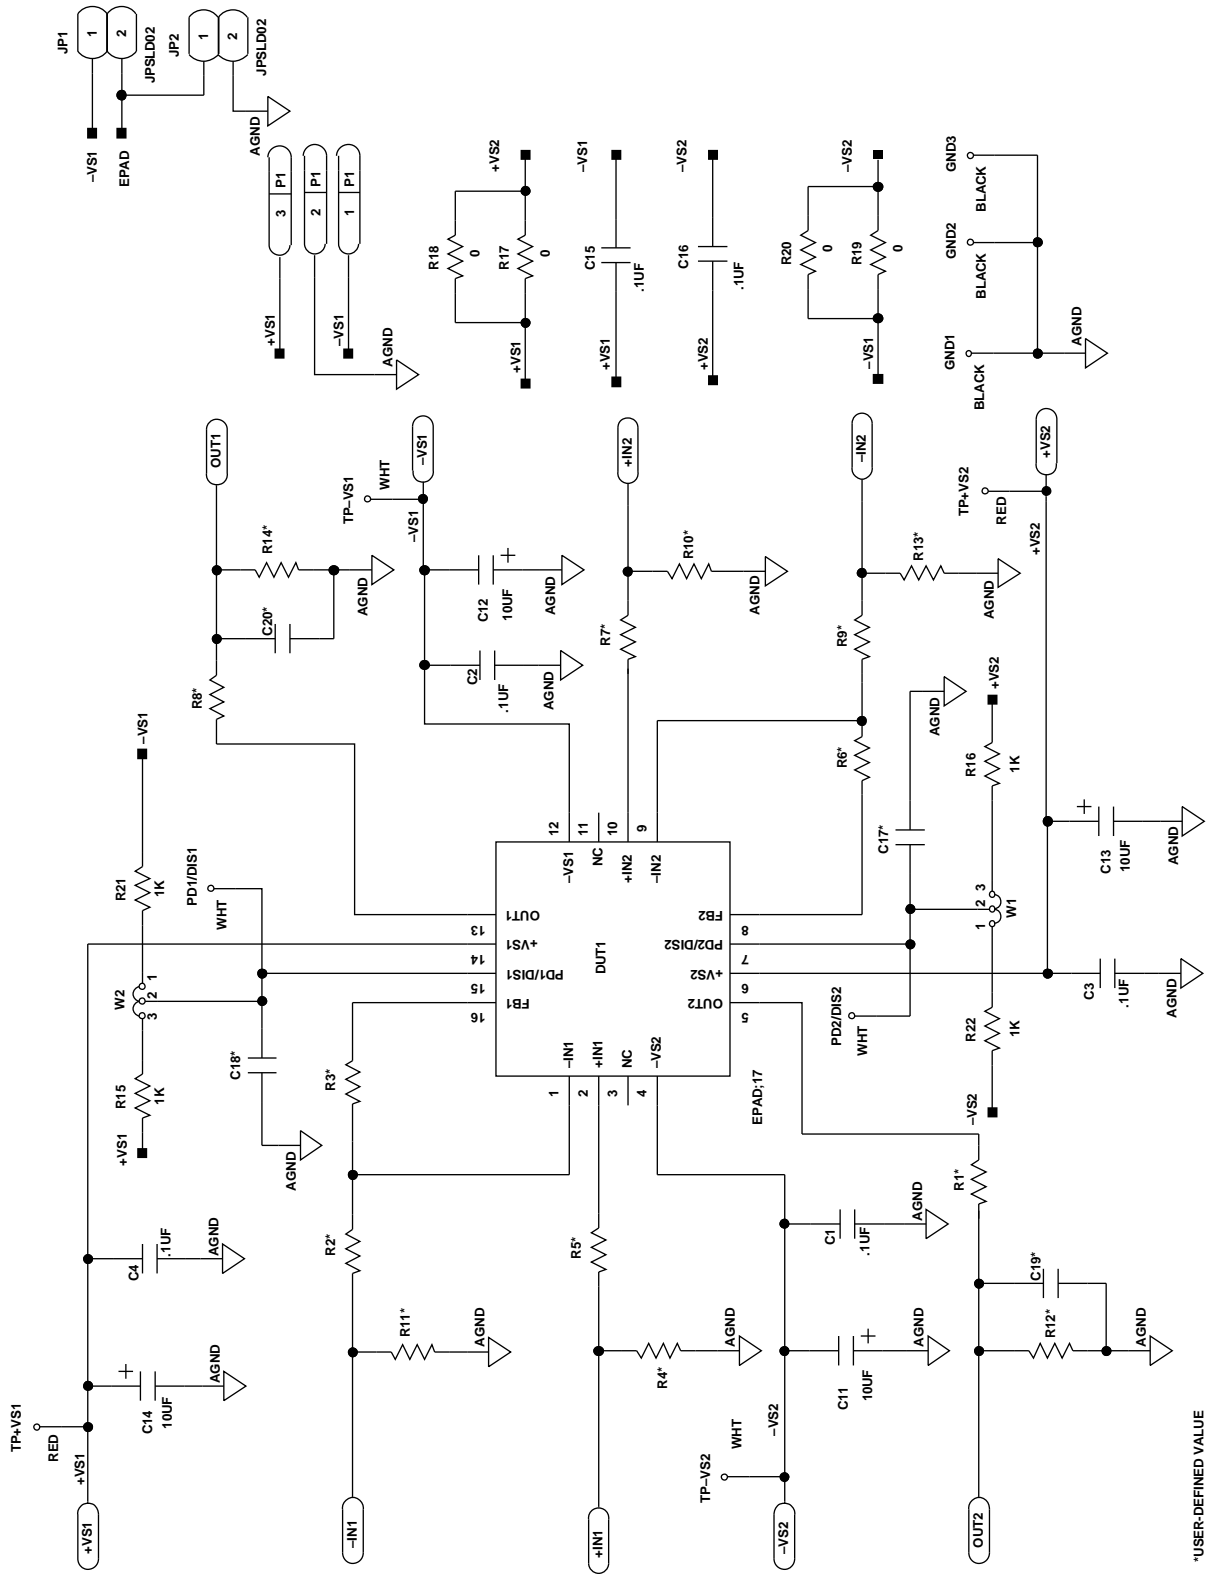 +VS1
TP+VS1
RED
+VS1
C14
10UF
AGND
C4
.1UF
AGND
+VS1
R15
1K
W2
3
2
1
R21
1K
–VS1
C18*
AGND
PD1/DIS1
WHT
R8*
C20*
R14*
AGND
OUT1
JP1
1
2
JPSLD02
JP2
1
2
JPSLD02
–VS1
EPAD
AGND
3
P1
2
P1
1
P1
+VS1
–VS1
AGND
–IN1
R11*
AGND
R2*
R3*
16
15
14
13
FB1
PD1/DIS1
+VS1
OUT1
DUT1
–IN1
+IN1
NC
–VS2
1
2
3
4
EPAD;17
–VS1
NC
+IN2
–IN2
12
11
10
9
OUT2
+VS2
PD2/DIS2
FB2
5
6
7
8
–VS1
TP–VS1
WHT
–VS1
C12
10UF
AGND
C2
.1UF
AGND
+VS1
R18
0
R17
0
+VS2
+VS1
C15
.1UF
–VS1
+VS2
C16
.1UF
–VS2
–VS1
R20
0
R19
0
–VS2
+IN1
R5*
R4*
AGND
+IN2
R7*
R10*
AGND
–VS2
TP–VS2
WHT
–VS2
C11
10UF
AGND
C1
.1UF
AGND
–IN2
R6*
R9*
R13*
AGND
PD2/DIS2
WHT
C17*
AGND
–VS2
R22
1K
1
2
3
W1
R16
1K
+VS2
GND1
BLACK
GND2
BLACK
GND3
BLACK
AGND
OUT2
R1*
R12*
C19*
AGND
C3
.1UF
AGND
C13
10UF
AGND
+VS2
TP+VS2
RED
+VS2
*USER-DEFINED VALUE